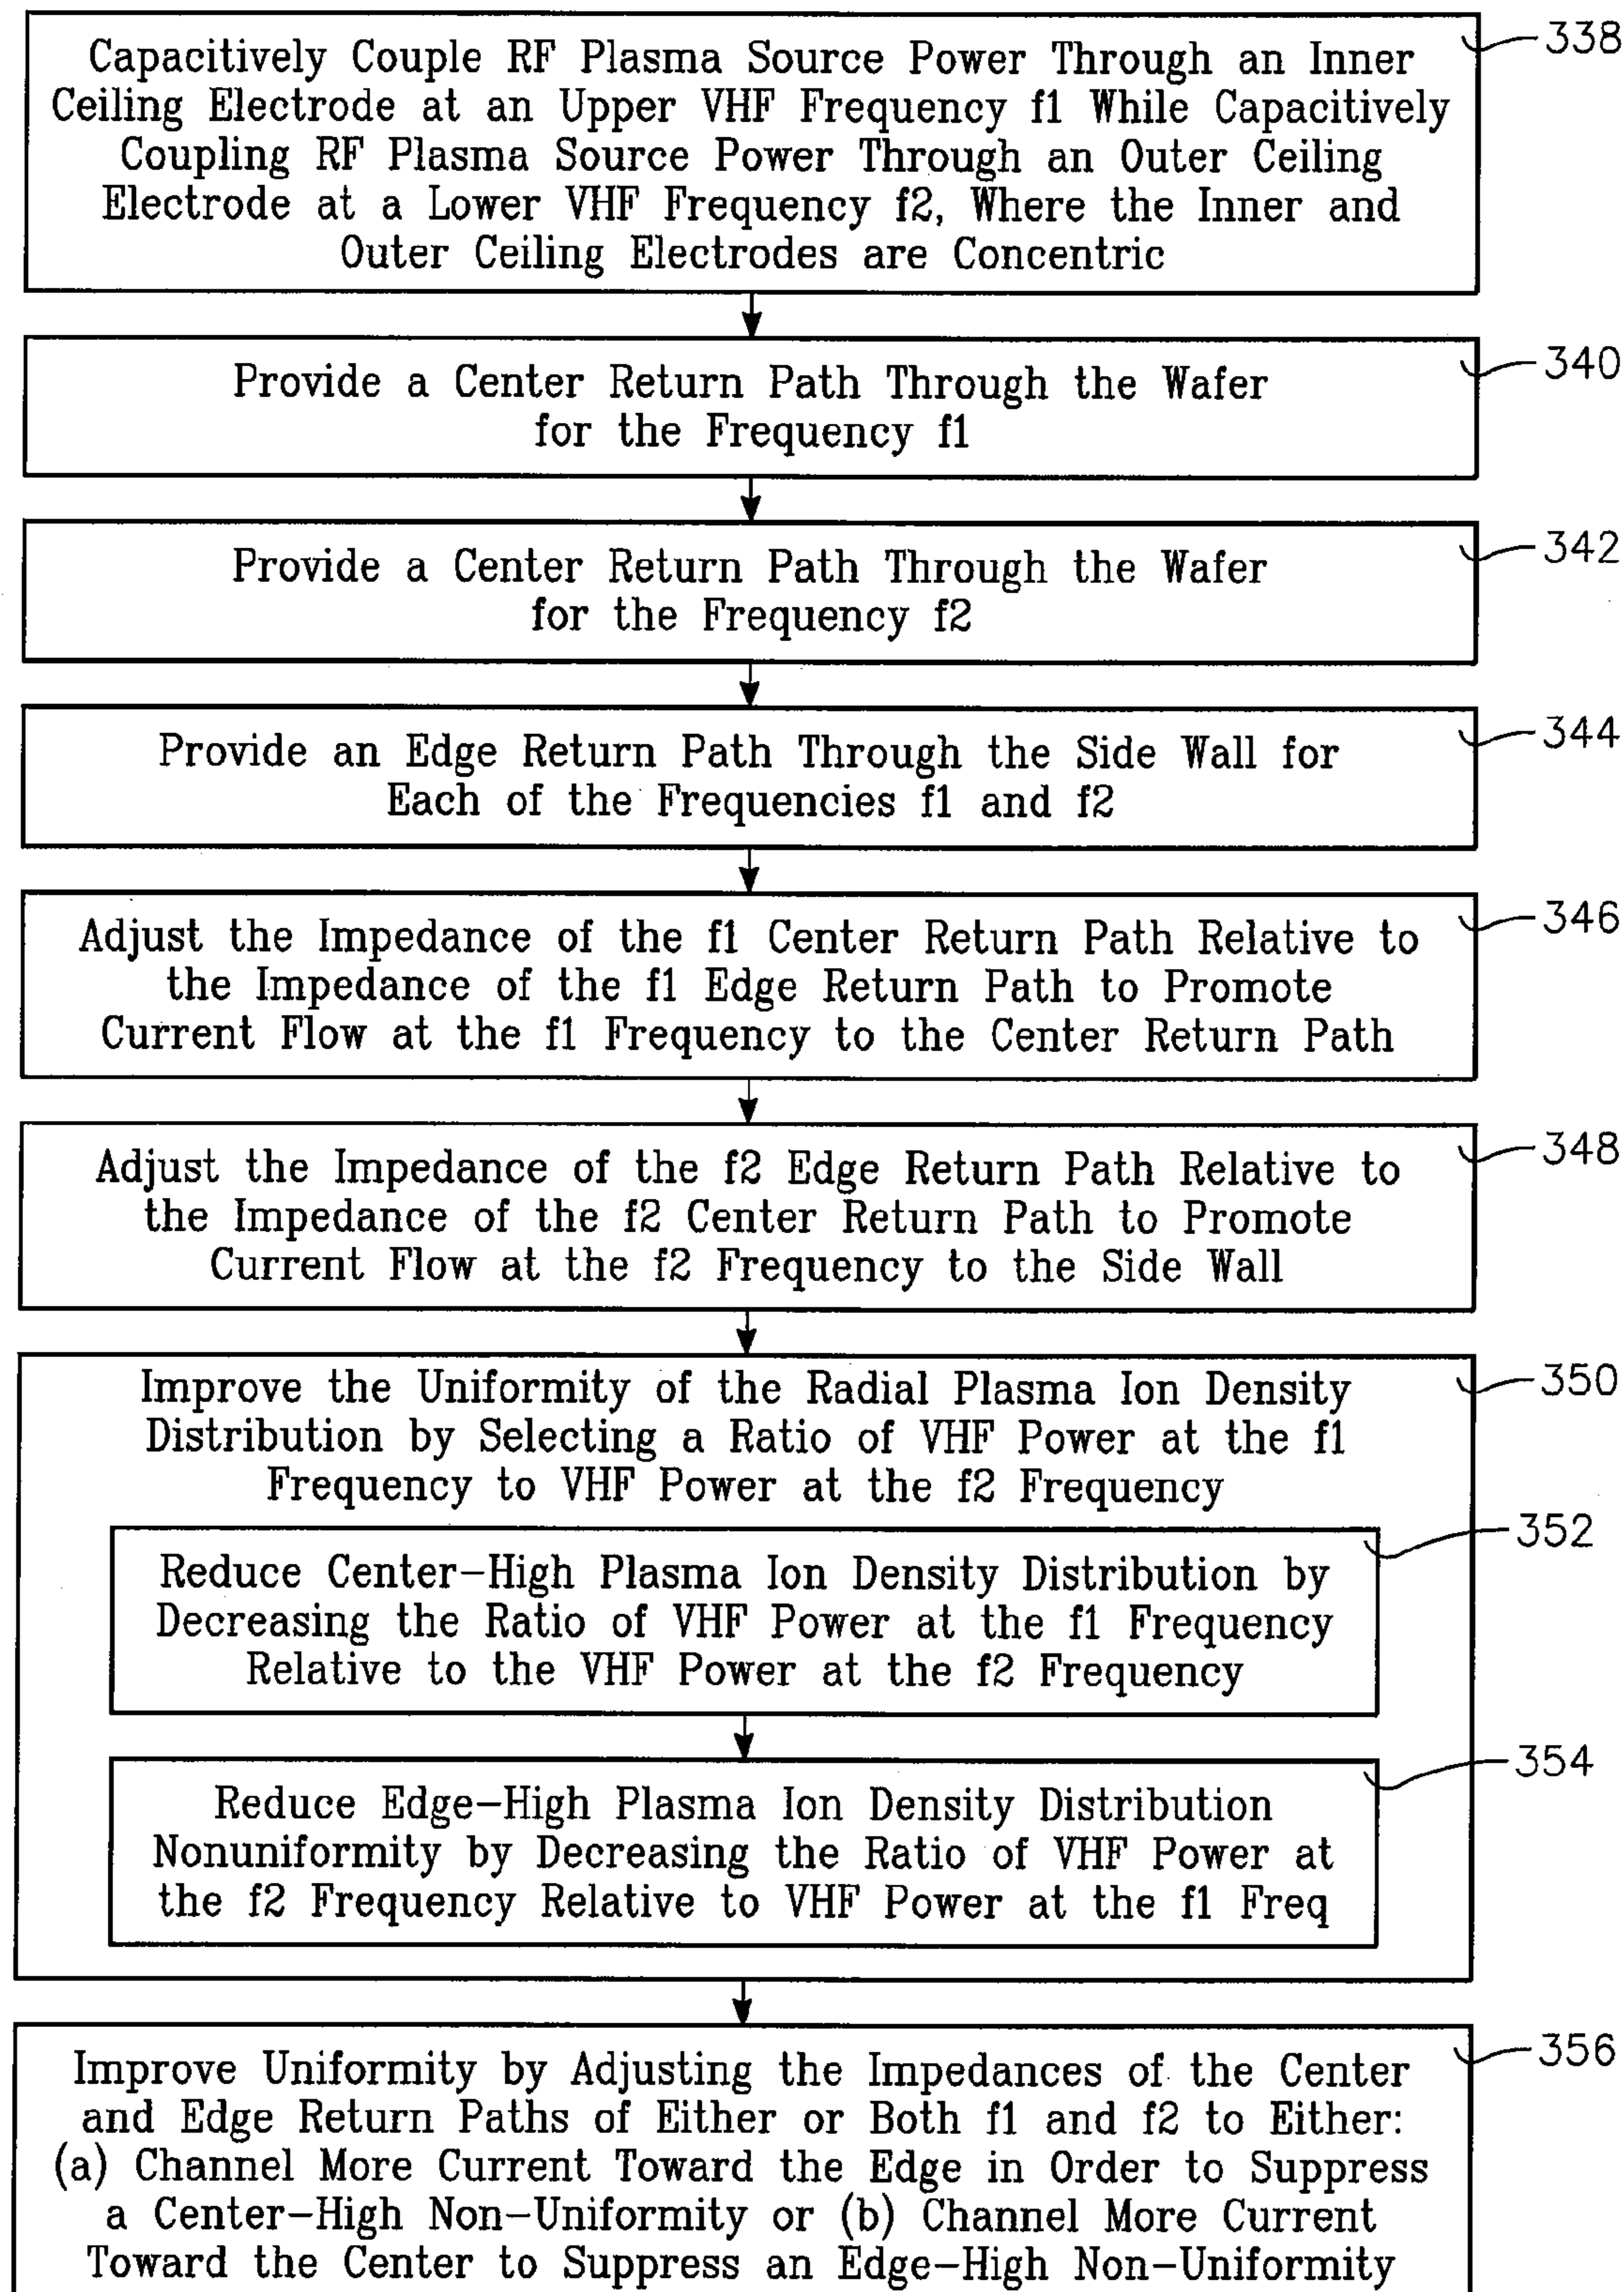 338
Capacitively Couple RF Plasma Source Power Through an Inner
Ceiling Electrode at an Upper VHF Frequency f1 While Capacitively
Coupling RF Plasma Source Power Through an Outer Ceiling
Electrode at a Lower VHF Frequency f2, Where the Inner and
Outer Ceiling Electrodes are Concentric
340
Provide a Center Return Path Through the Wafer
for the Frequency f1
342
Provide a Center Return Path Through the Wafer
for the Frequency f2
344
Provide an Edge Return Path Through the Side Wall for
Each of the Frequencies f1 and f2
346
Adjust the Impedance of the f1 Center Return Path Relative to
the Impedance of the f1 Edge Return Path to Promote
Current Flow at the f1 Frequency to the Center Return Path
348
Adjust the Impedance of the f2 Edge Return Path Relative to
the Impedance of the f2 Center Return Path to Promote
Current Flow at the f2 Frequency to the Side Wall
350
Improve the Uniformity of the Radial Plasma Ion Density
Distribution by Selecting a Ratio of VHF Power at the f1
Frequency to VHF Power at the f2 Frequency
352
Reduce Center-High Plasma Ion Density Distribution by
Decreasing the Ratio of VHF Power at the f1 Frequency
Relative to the VHF Power at the f2 Frequency
354
Reduce Edge-High Plasma Ion Density Distribution
Nonuniformity by Decreasing the Ratio of VHF Power at
the f2 Frequency Relative to VHF Power at the f1 Freq
356
Improve Uniformity by Adjusting the Impedances of the Center
and Edge Return Paths of Either or Both f1 and f2 to Either:
(a) Channel More Current Toward the Edge in Order to Suppress
a Center-High Non-Uniformity or (b) Channel More Current
Toward the Center to Suppress an Edge-High Non-Uniformity